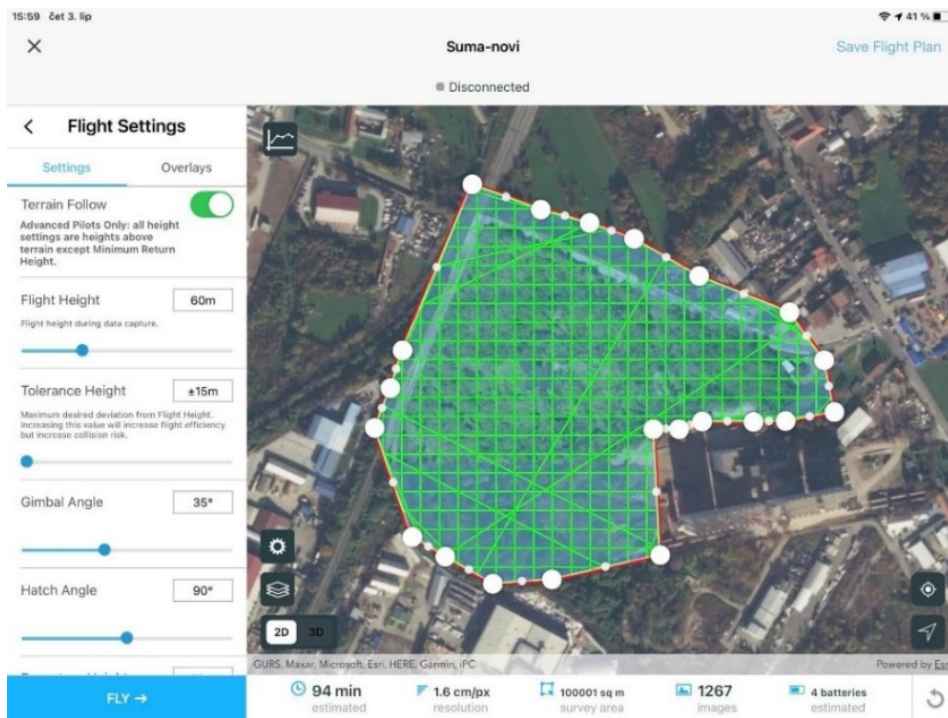 15:59 čet 3. lip
41 %
Suma-novi
Save Flight Plan
Disconnected
Flight Settings
Settings
Overlays
Terrain Follow
Advanced Pilots Only: all height
settings are heights above
terrain except Minimum Return
Height.
Flight Height
60m
Flight height during data capture.
Tolerance Height
±15m
Maximum desired deviation from Flight Height.
Increasing this value will increase flight efficiency
but increase collision risk.
Gimbal Angle
35°
Hatch Angle
90°
2D
3D
GURS, Maxar, Microsoft, Esri, HERE, Garmin, iPC
Powered by Esri
FLY →
94 min
estimated
1.6 cm/px
resolution
100001 sq m
survey area
1267
images
4 batteries
estimated